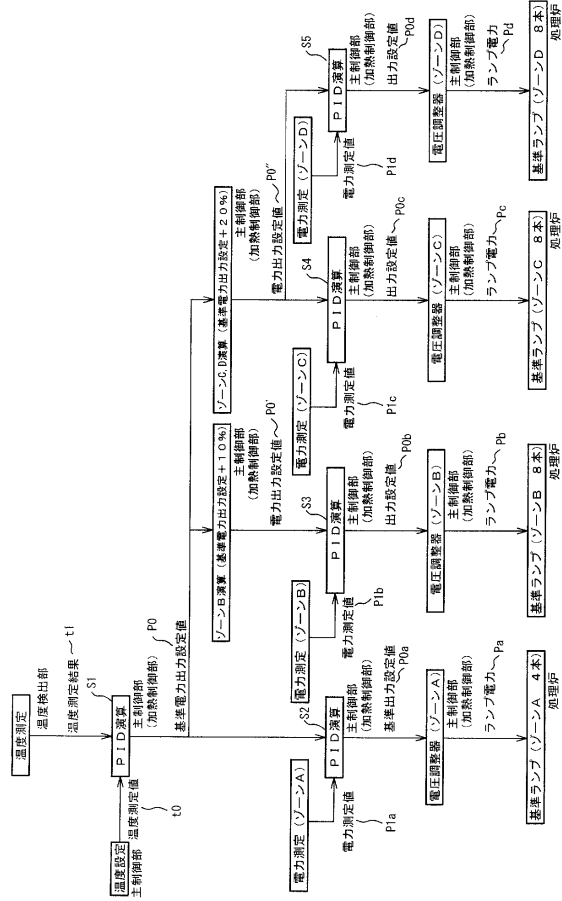 温度測定
温度検出部
温度測定結果 t1
温度設定
主制御部
温度測定値
t0
S1
PID演算
主制御部
(加熱制御部)
P0
基準電力出力設定値
ゾーンB演算(基準電力出力設定+10%)
主制御部
(加熱制御部)
電力出力設定値 P0'
ゾーンC,D演算(基準電力出力設定+20%)
主制御部
(加熱制御部)
電力出力設定値 P0"
電力測定(ゾーンA)
電力測定値
P1a
S2
PID演算
主制御部
(加熱制御部)
基準出力設定値
P0a
電圧調整器(ゾーンA)
主制御部
(加熱制御部)
ランプ電力 Pa
基準ランプ(ゾーンA 4本)
処理炉
電力測定(ゾーンB)
電力測定値
P1b
S3
PID演算
主制御部
(加熱制御部)
出力設定値
P0b
電圧調整器(ゾーンB)
主制御部
(加熱制御部)
ランプ電力 Pb
基準ランプ(ゾーンB 8本)
処理炉
電力測定(ゾーンC)
電力測定値
P1c
S4
PID演算
主制御部
(加熱制御部)
出力設定値
P0c
電圧調整器(ゾーンC)
主制御部
(加熱制御部)
ランプ電力 Pc
基準ランプ(ゾーンC 8本)
処理炉
電力測定(ゾーンD)
電力測定値
P1d
S5
PID演算
主制御部
(加熱制御部)
出力設定値
P0d
電圧調整器(ゾーンD)
主制御部
(加熱制御部)
ランプ電力 Pd
基準ランプ(ゾーンD 8本)
処理炉